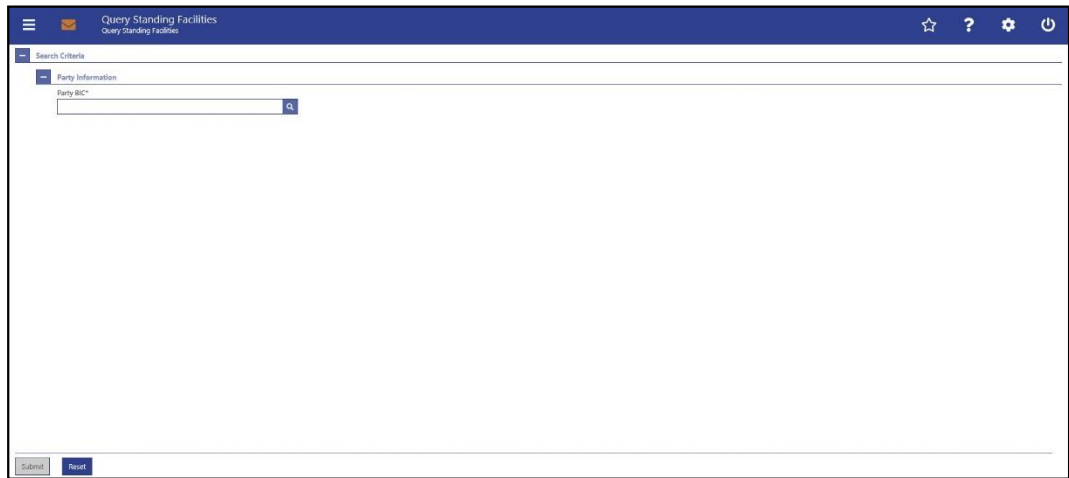 Query Standing Facilities
Query Standing Facilities
?
Search Criteria
Party Information
Party BIC*
Submit Reset